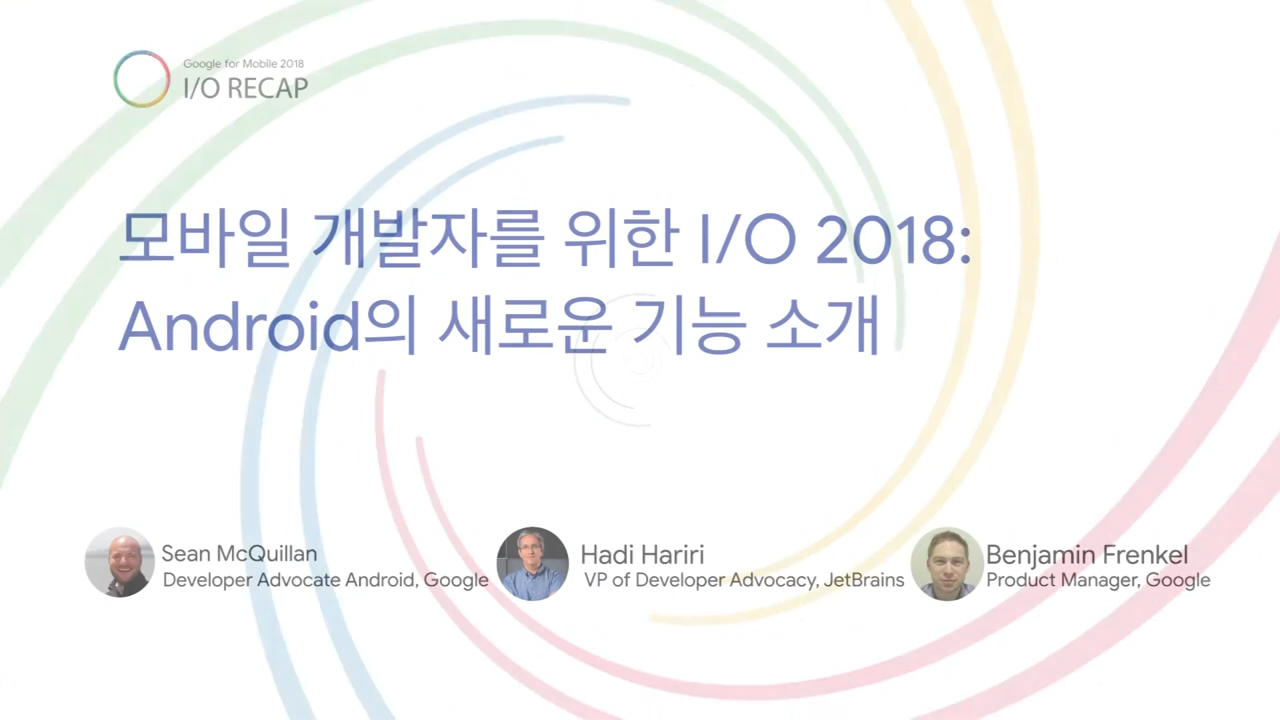 Google for Mobile 2018
I/O RECAP
모바일 개발자를 위한 I/O 2018:
Android의 새로운 기능 소개
Sean McQuillan
Developer Advocate Android, Google
Hadi Hariri
VP of Developer Advocacy, JetBrains
Benjamin Frenkel
Product Manager, Google